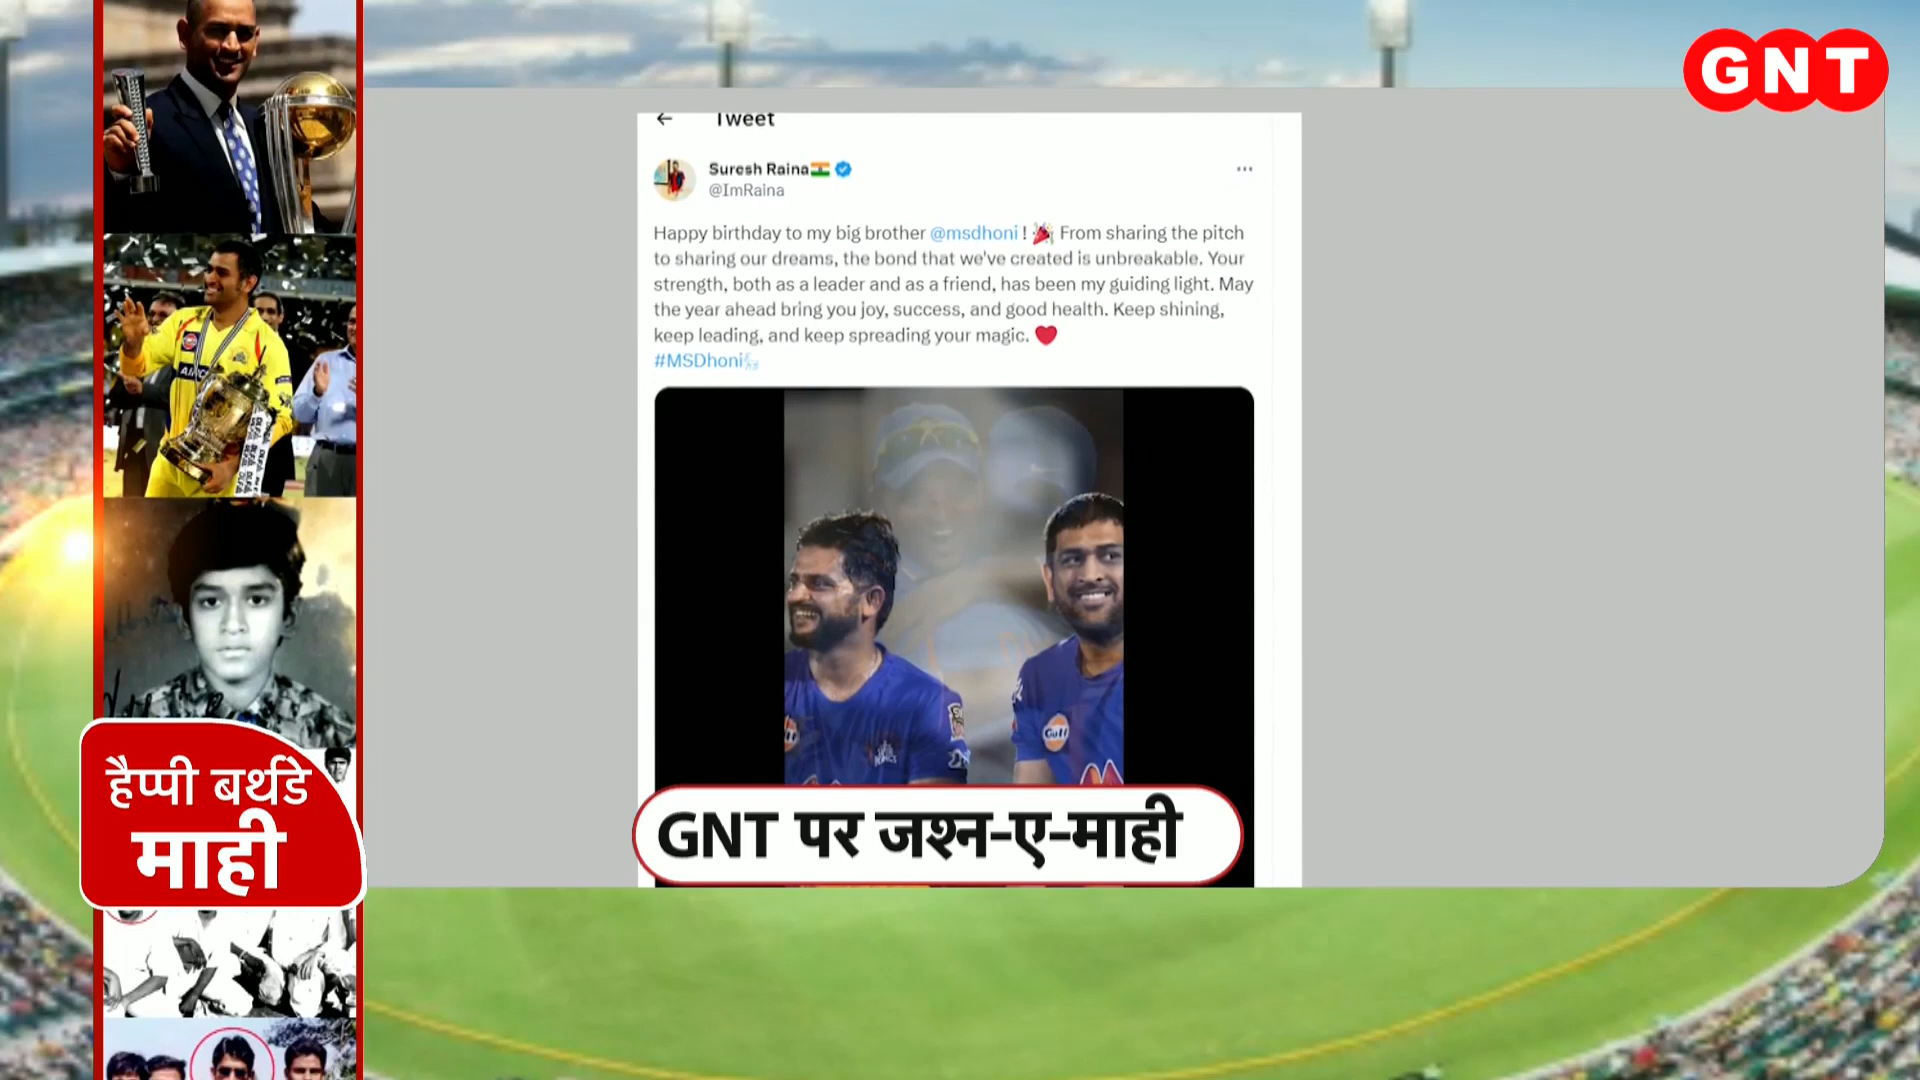 GNT
Tweet
Suresh Raina
@ImRaina
Happy birthday to my big brother @msdhoni ! 🎉 From sharing the pitch
to sharing our dreams, the bond that we've created is unbreakable. Your
strength, both as a leader and as a friend, has been my guiding light. May
the year ahead bring you joy, success, and good health. Keep shining,
keep leading, and keep spreading your magic. ❤️
#MSDhoni
Gulf
हैप्पी बर्थडे
माही
GNT पर जश्न-ए-माही